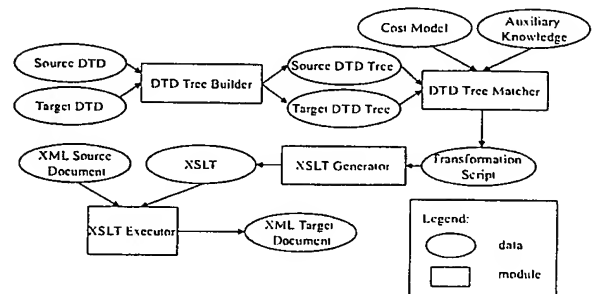 Cost Model
Auxiliary
Knowledge
Source DTD
Source DTD Tree
DTD Tree Builder
DTD Tree Matcher
Target DTD
Target DTD Tree
XML Source
Document
XSLT
XSLT Generator
Transformation
Script
XSLT Executor
XML Target
Document
Legend:
data
module